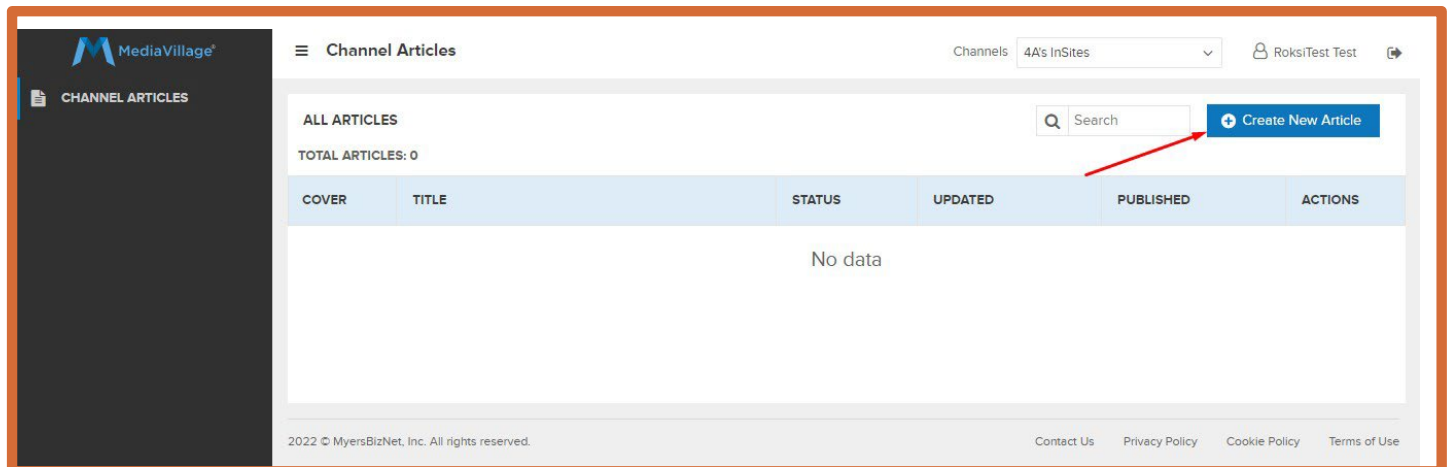 MediaVillage®
Channel Articles
Channels 4A's InSites
RoksiTest Test
CHANNEL ARTICLES
ALL ARTICLES
Search
Create New Article
TOTAL ARTICLES: 0
COVER TITLE STATUS UPDATED PUBLISHED ACTIONS
No data
2022 © MyersBizNet, Inc. All rights reserved.
Contact Us Privacy Policy Cookie Policy Terms of Use